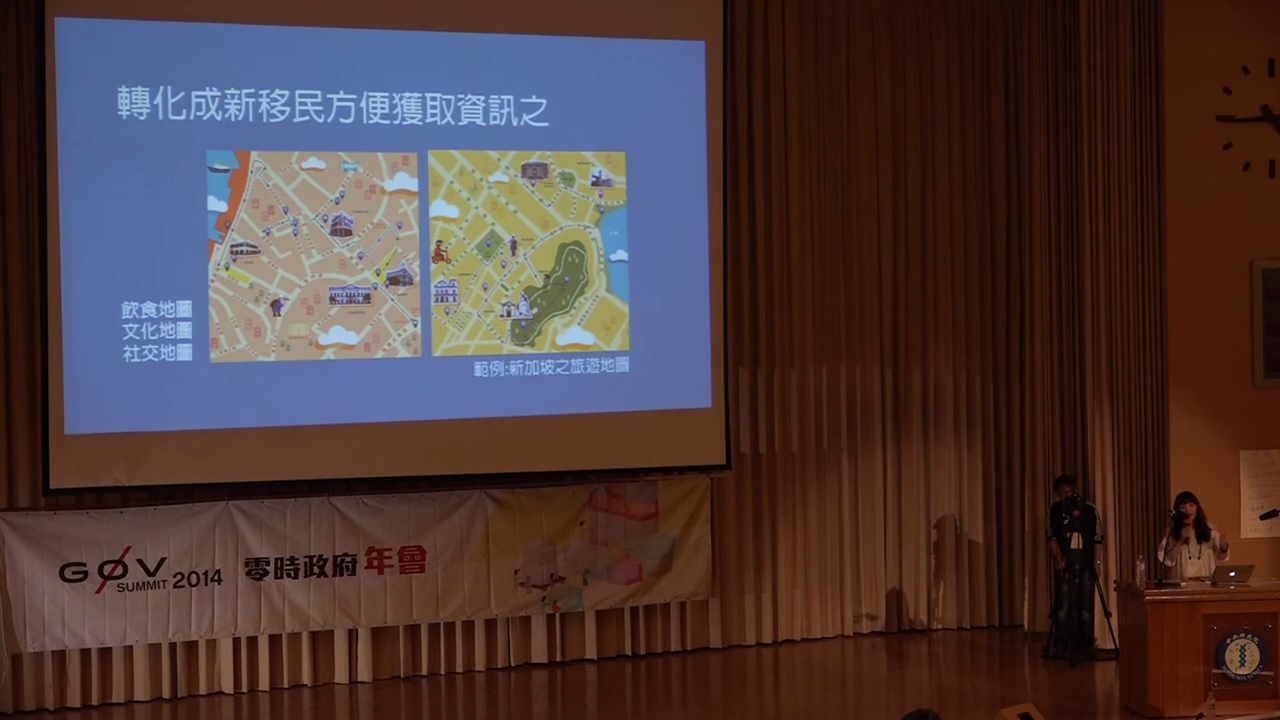 轉化成新移民方便獲取資訊之
飲食地圖
文化地圖
社交地圖
範例:新加坡之旅遊地圖
GØV
SUMMIT 2014
零時政府年會